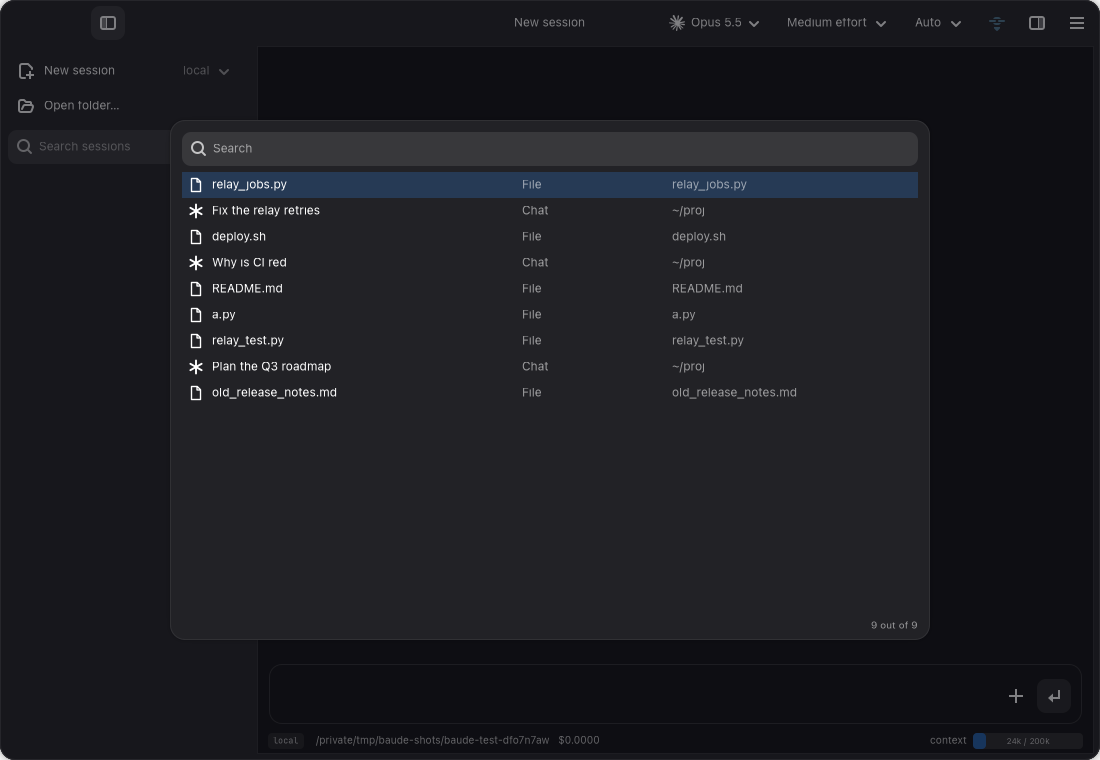 New session
Opus 5.5
Medium effort
Auto
New session
local
Open folder...
Search sessions
Search
relay_jobs.py File relay_jobs.py
Fix the relay retries Chat ~/proj
deploy.sh File deploy.sh
Why is CI red Chat ~/proj
README.md File README.md
a.py File a.py
relay_test.py File relay_test.py
Plan the Q3 roadmap Chat ~/proj
old_release_notes.md File old_release_notes.md
9 out of 9
local /private/tmp/baude-shots/baude-test-dfo7n7aw $0.0000 context 24k / 200k